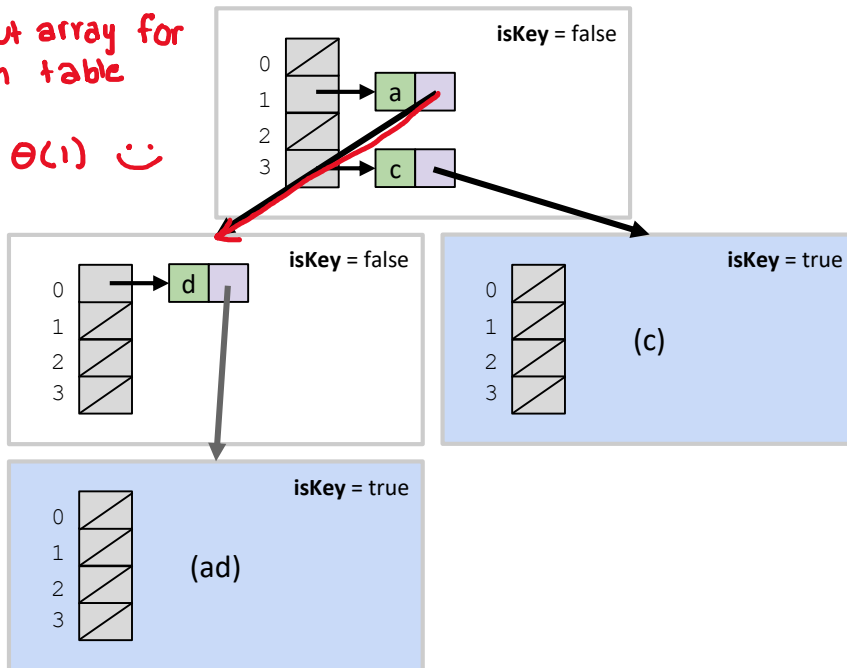 ut array for
n table
Θ(1)
isKey = false
0
1
2
3
a
c
isKey = false
0
1
2
3
d
isKey = true
0
1
2
3
(c)
isKey = true
0
1
2
3
(ad)